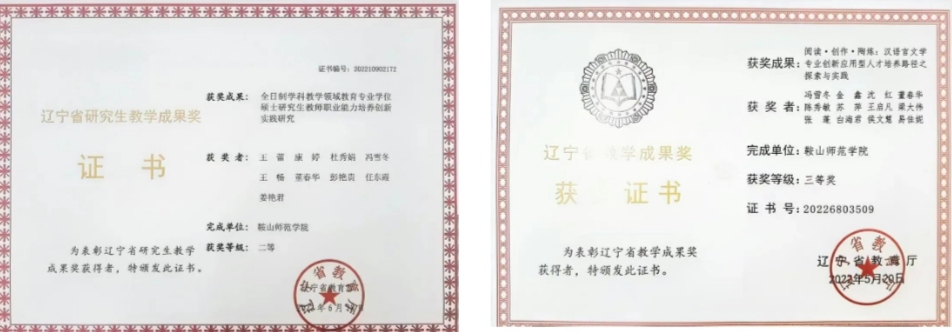 证书编号: DD2210902172
辽宁省研究生教学成果奖
证 书
获奖成果: 全日制学科教学领域教育专业学位
硕士研究生教师职业能力培养创新
实践研究
获 奖 者: 王 蕾 康 婷 杜秀娟 冯雪冬
王 畅 董春华 彭艳贵 任东莉
姜艳君
完成单位: 鞍山师范学院
获奖等级: 二等
为表彰辽宁省研究生教学
成果奖获得者，特颁发此证书。
辽宁省教育
辽宁省教学成果奖
获 证书
为表彰辽宁省教学成果奖
获得者，特颁发此证书。
获奖成果: 阅读·创作·陶炼: 汉语言文学
专业创新应用型人才培养路径之
探索与实践
获 奖 者: 冯雪冬 金 鑫 沈 红 董春华
陈秀敏 苏 萍 王启凡 梁大伟
张 蓬 白海君 侯文慧 易佳妮
完成单位: 鞍山师范学院
获奖等级: 三等奖
证 书 号: 20226803509
辽宁省教育厅
2022年5月20日